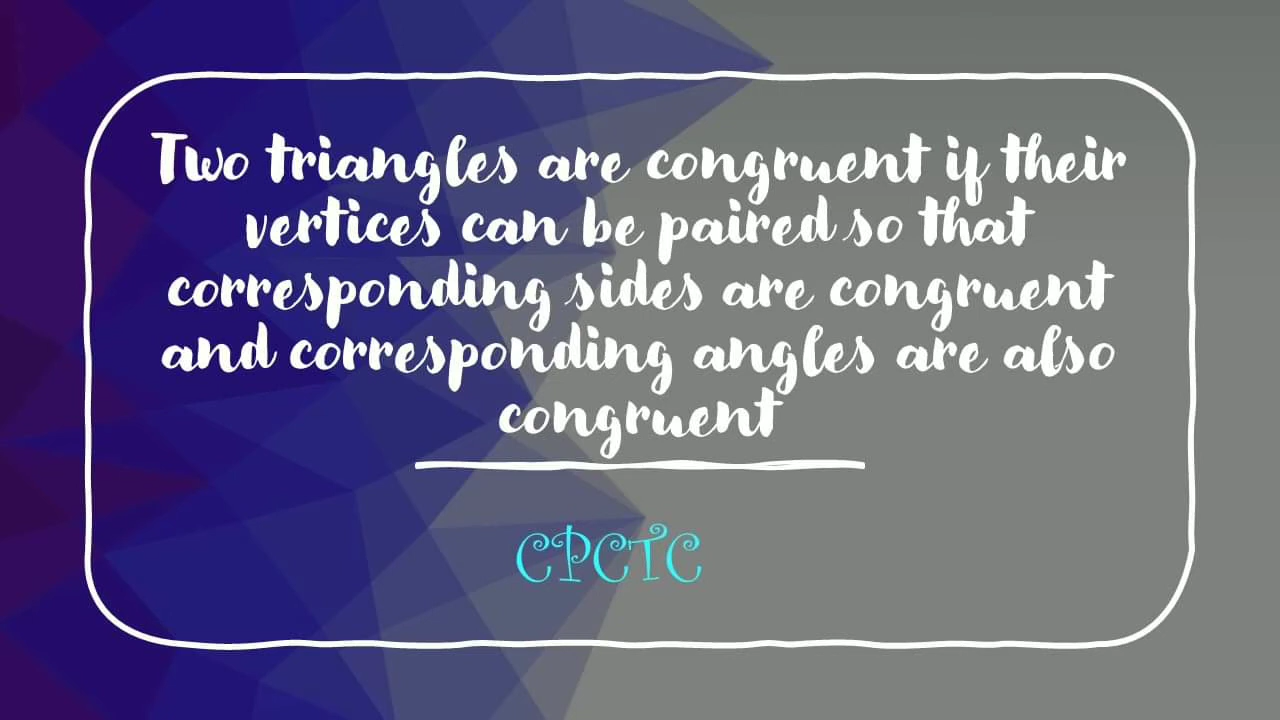 Two triangles are congruent if their
vertices can be paired so that
corresponding sides are congruent
and corresponding angles are also
congruent
CPCTC